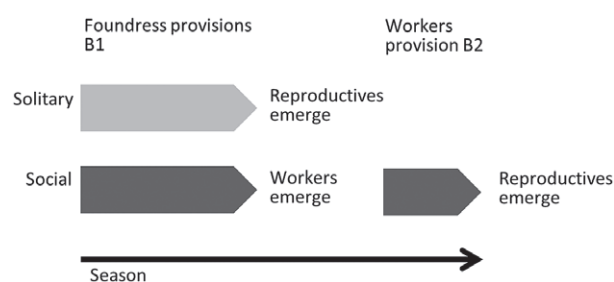 Foundress provisions
B1
Workers
provision B2
Solitary
Reproductives
emerge
Social
Workers
emerge
Reproductives
emerge
Season